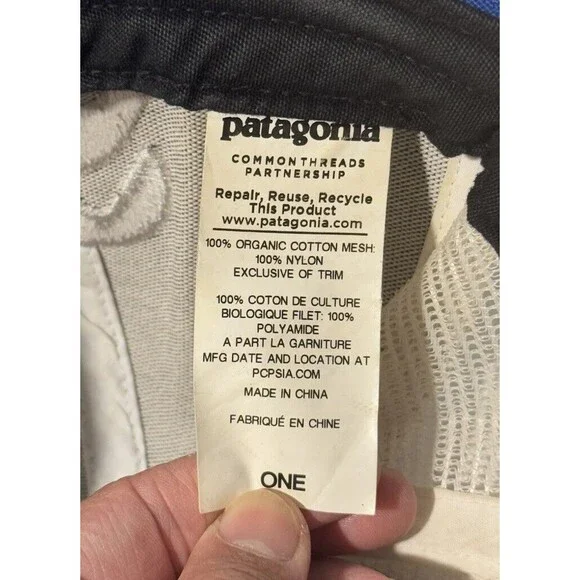 patagonia
COMMONTHREADS
PARTNERSHIP
Repair, Reuse, Recycle
This Product
www.patagonia.com
100% ORGANIC COTTON MESH:
100% NYLON
EXCLUSIVE OF TRIM
100% COTON DE CULTURE
BIOLOGIQUE FILET: 100%
POLYAMIDE
A PART LA GARNITURE
MFG DATE AND LOCATION AT
PCPSIA.COM
MADE IN CHINA
FABRIQUÉ EN CHINE
ONE